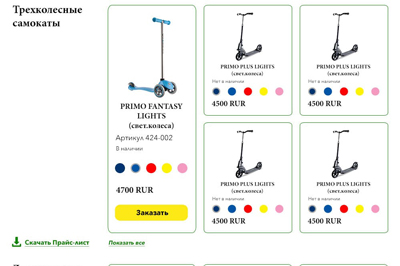 Трехколесные
самокаты
PRIMO FANTASY
LIGHTS
(свет.колеса)
Артикул 424-002
В наличии
4700 RUR
Заказать
PRIMO PLUS LIGHTS
(свет.колеса)
Нет в наличии
4500 RUR
PRIMO PLUS LIGHTS
(свет.колеса)
Нет в наличии
4500 RUR
PRIMO PLUS LIGHTS
(свет.колеса)
Нет в наличии
4500 RUR
PRIMO PLUS LIGHTS
(свет.колеса)
Нет в наличии
4500 RUR
Скачать Прайс-лист
Показать все